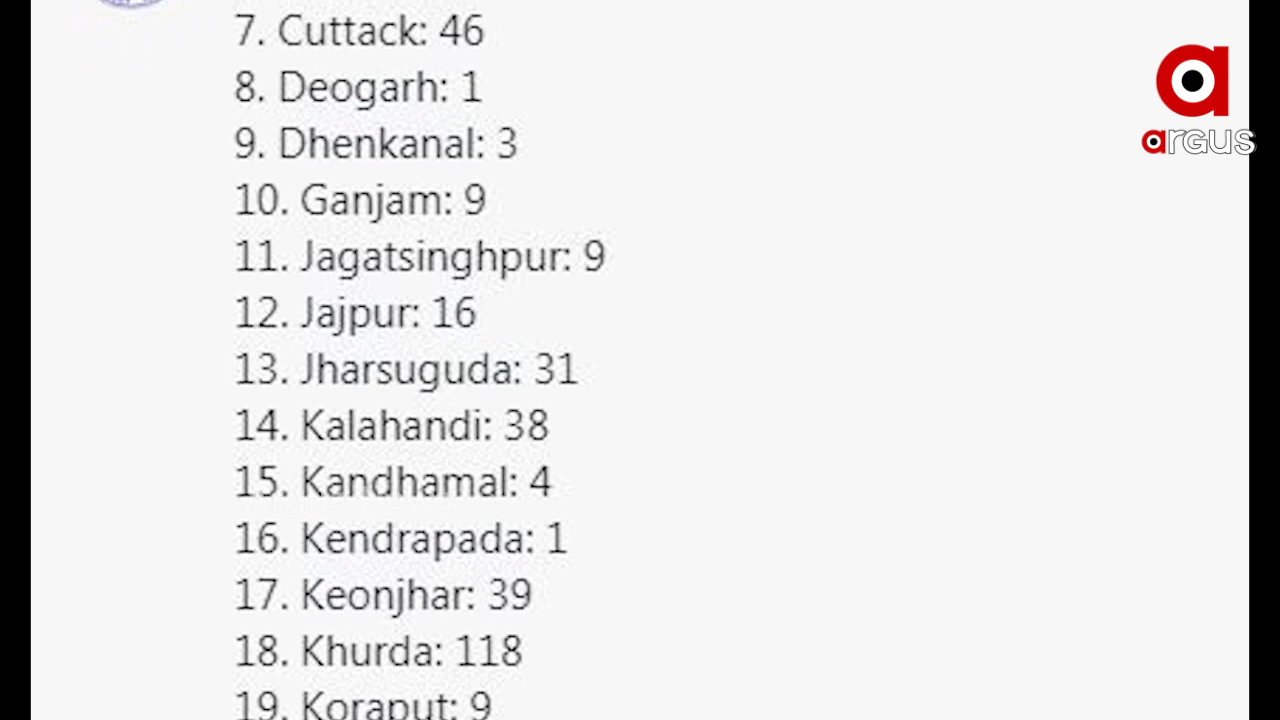 7. Cuttack: 46
8. Deogarh: 1
9. Dhenkanal: 3
10. Ganjam: 9
11. Jagatsinghpur: 9
12. Jajpur: 16
13. Jharsuguda: 31
14. Kalahandi: 38
15. Kandhamal: 4
16. Kendrapada: 1
17. Keonjhar: 39
18. Khurda: 118
19. Koraput: 9
a
argus